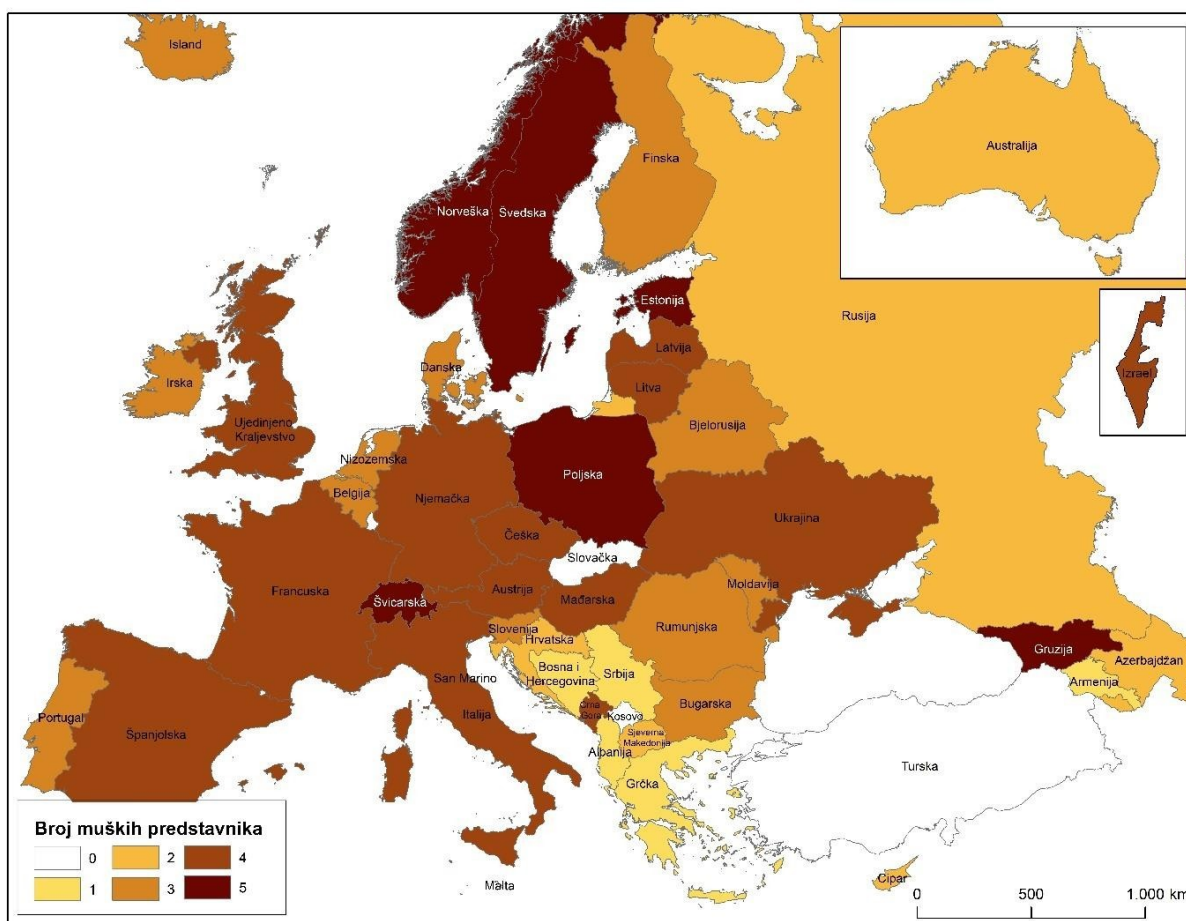 Island
Finska
Norveška
Švedska
Australija
Estonija
Rusija
Latvija
Izrael
Danska
Litva
Irska
Ujedinjeno
Kraljevstvo
Bjelorusija
Nizozemska
Belgija
Njemačka
Poljska
Ukrajina
Češka
Slovačka
Francuska
Švicarska
Austrija
Mađarska
Moldavija
Slovenija
Hrvatska
Rumunjska
Gruzija
Azerbajdžan
Bosna i
Hercegovina
Srbija
San Marino
Armenija
Portugal
Španjolska
Italija
Crna
Gora
Kosovo
Bugarska
Sjeverna
Makedonija
Albanija
Grčka
Turska
Malta
Cipar
Broj muških predstavnika
0 2 4
1 3 5
0 500 1.000 km